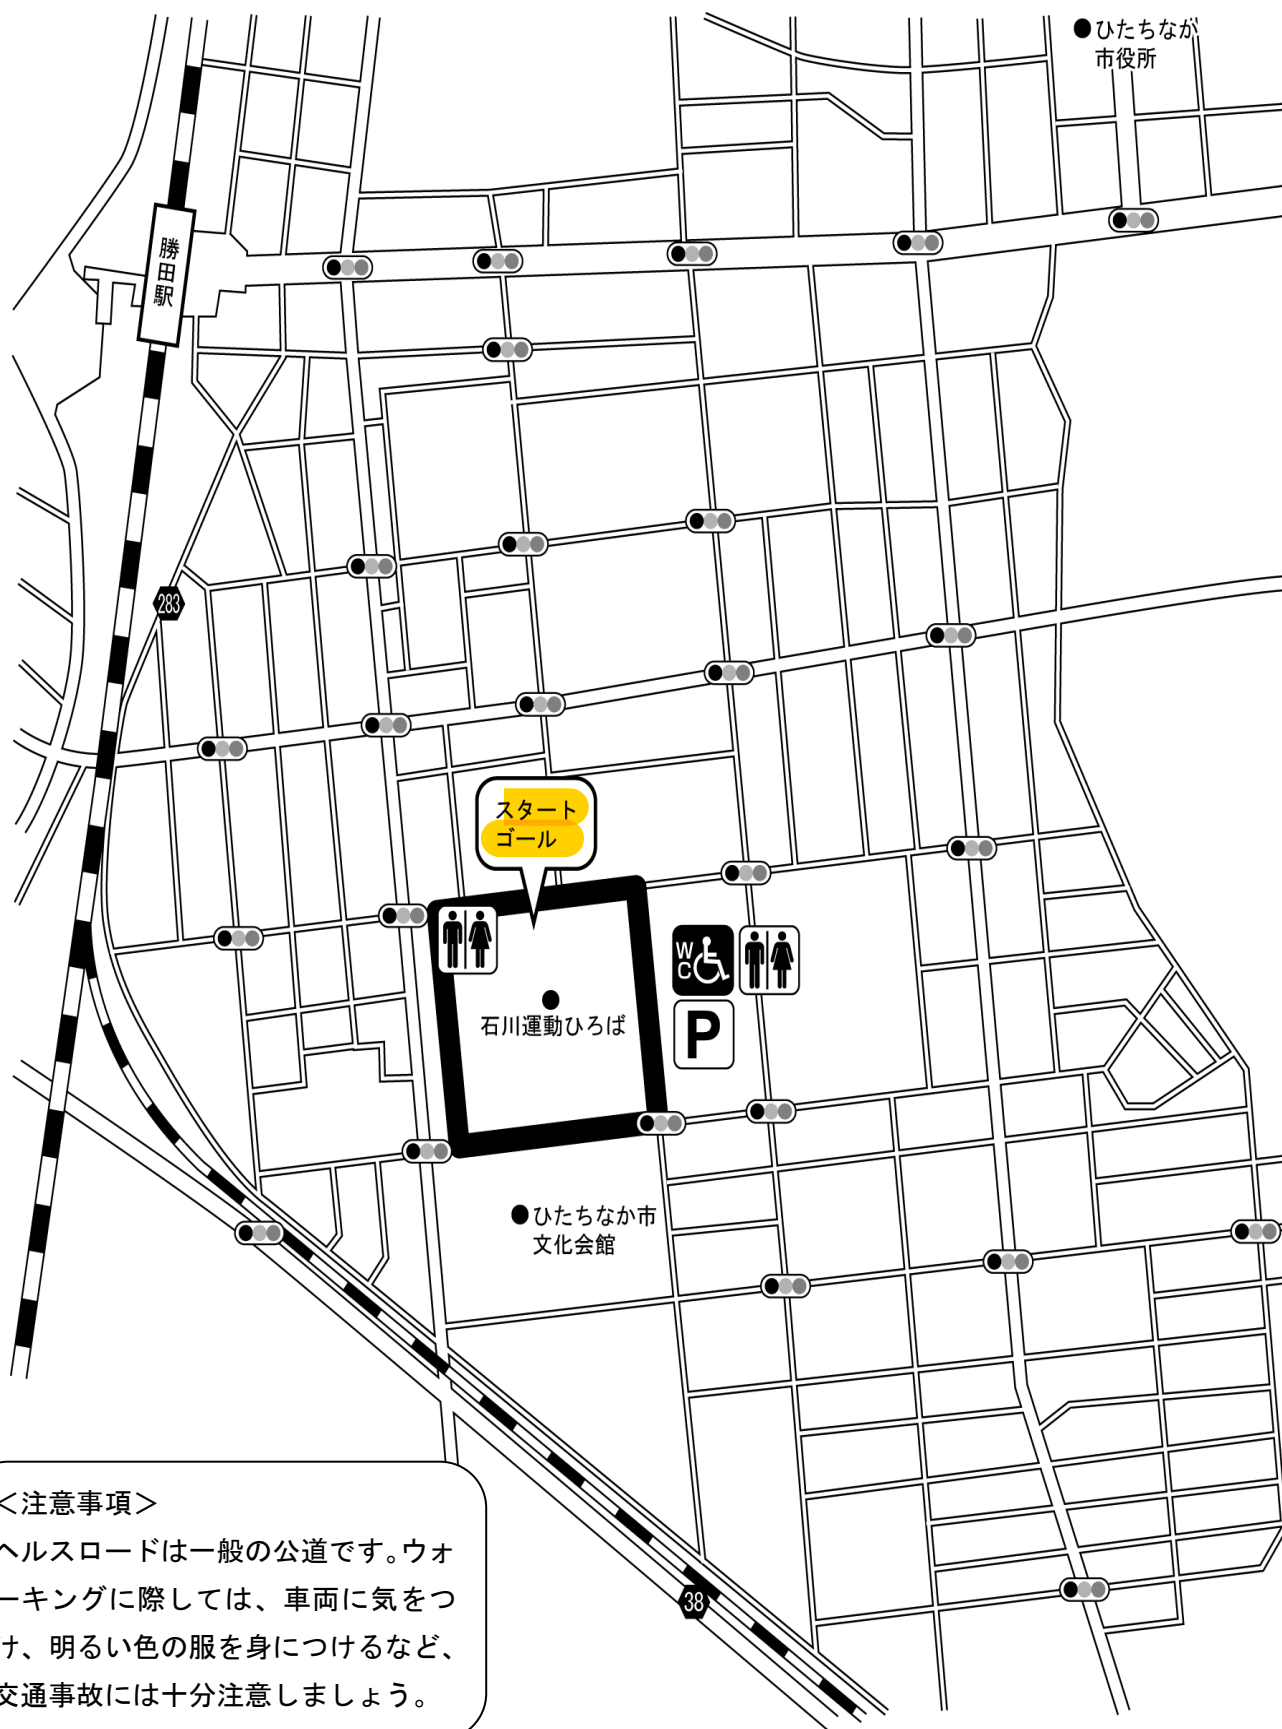 ひたちなか
市役所
勝田駅
283
スタート
ゴール
WC
P
石川運動ひろば
ひたちなか市
文化会館
38
＜注意事項＞
ヘルスロードは一般の公道です。ウォ
ーキングに際しては、車両に気をつ
け、明るい色の服を身につけるなど、
交通事故には十分注意しましょう。